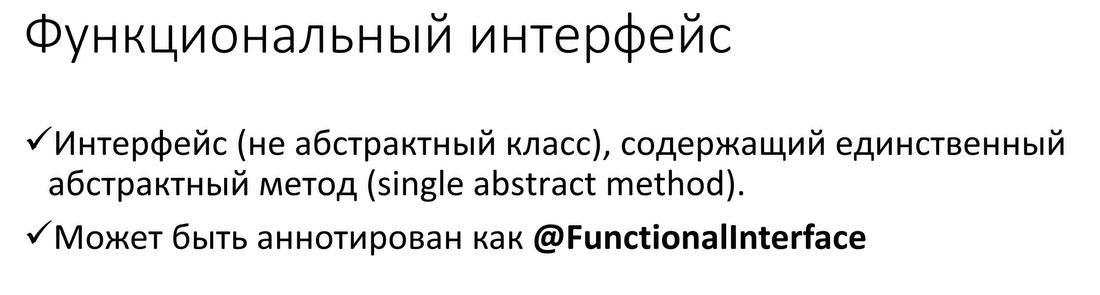 Функциональный интерфейс
✓Интерфейс (не абстрактный класс), содержащий единственный
абстрактный метод (single abstract method).
✓Может быть аннотирован как @FunctionalInterface